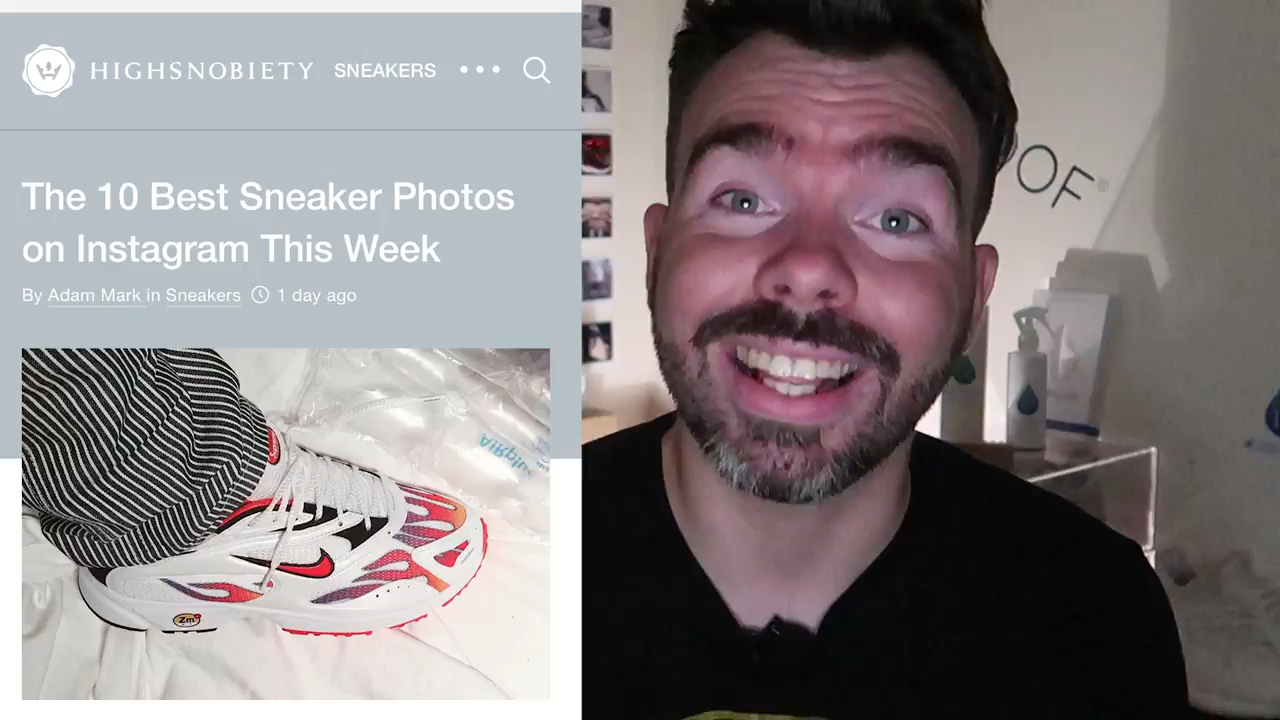 HIGHSNOBIETY SNEAKERS
The 10 Best Sneaker Photos
on Instagram This Week
By Adam Mark in Sneakers 1 day ago
Supreme
Zm
OF®